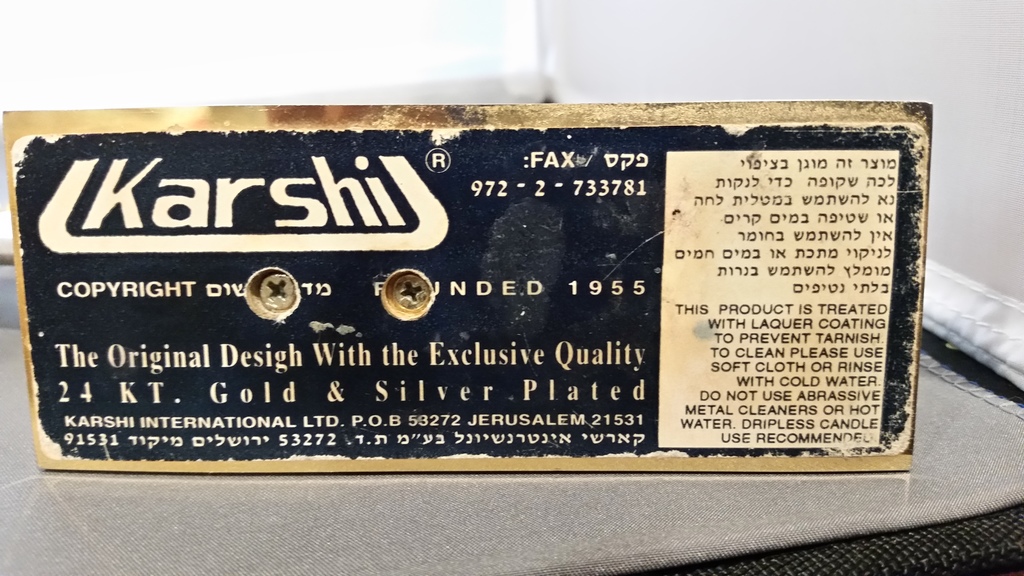 Karshi ®
פקס / FAX:
972 - 2 - 733781
COPYRIGHT
UNDED 1955
The Original Desigh With the Exclusive Quality
24 KT. Gold & Silver Plated
KARSHI INTERNATIONAL LTD. P.O.B 53272 JERUSALEM 21531
קארשי אינטרנשיונל בע״מ ת.ד. 53272 ירושלים מיקוד 91531
מוצר זה מוגן בציפוי
לכה שקופה כדי לנקות
נא להשתמש במטלית לחה
או שטיפה במים קרים.
אין להשתמש בחומר
לניקוי מתכת או במים חמים
מומלץ להשתמש בנרות
בלתי נטיפים
THIS PRODUCT IS TREATED
WITH LAQUER COATING
TO PREVENT TARNISH.
TO CLEAN PLEASE USE
SOFT CLOTH OR RINSE
WITH COLD WATER.
DO NOT USE ABRASSIVE
METAL CLEANERS OR HOT
WATER. DRIPLESS CANDLE
USE RECOMMENDED